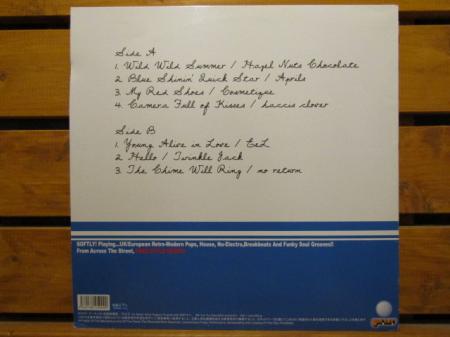 Side A
1. Wild Wild Summer / Hazel Nuts Chocolate
2. Blue Shinin' Quick Star / Aprils
3. My Red Shoes / Cosmetique
4. Camera Full of Kisses / haccis clover
Side B
1. Young Alive in Love / EeL
2. Hello / Twinkle Jack
3. The Chime Will Ring / no return
SOFTLY! Playing...UK/European Retro-Modern Pops, House, Nu-Electro, Breakbeats And Funky Soul Grooves!!
From Across The Street,